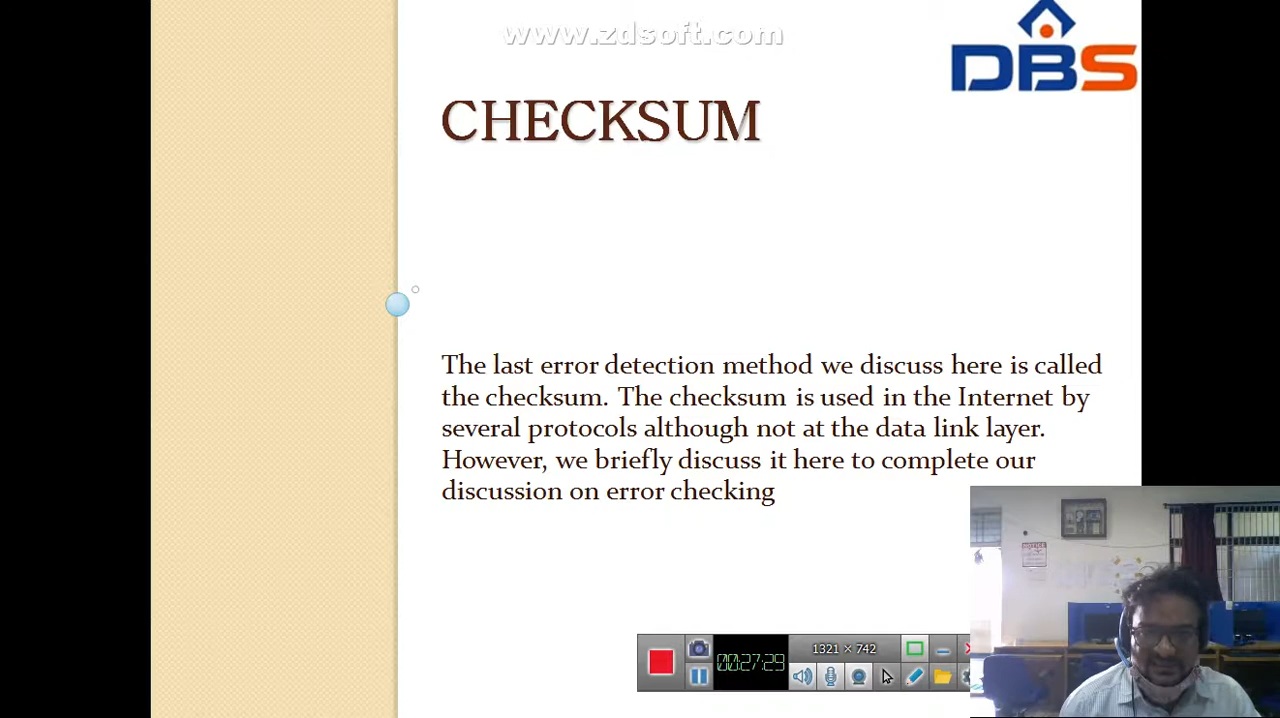 www.zdsoft.com
DBS
CHECKSUM
The last error detection method we discuss here is called
the checksum. The checksum is used in the Internet by
several protocols although not at the data link layer.
However, we briefly discuss it here to complete our
discussion on error checking
NOTICE
00:27:29
1321 × 742